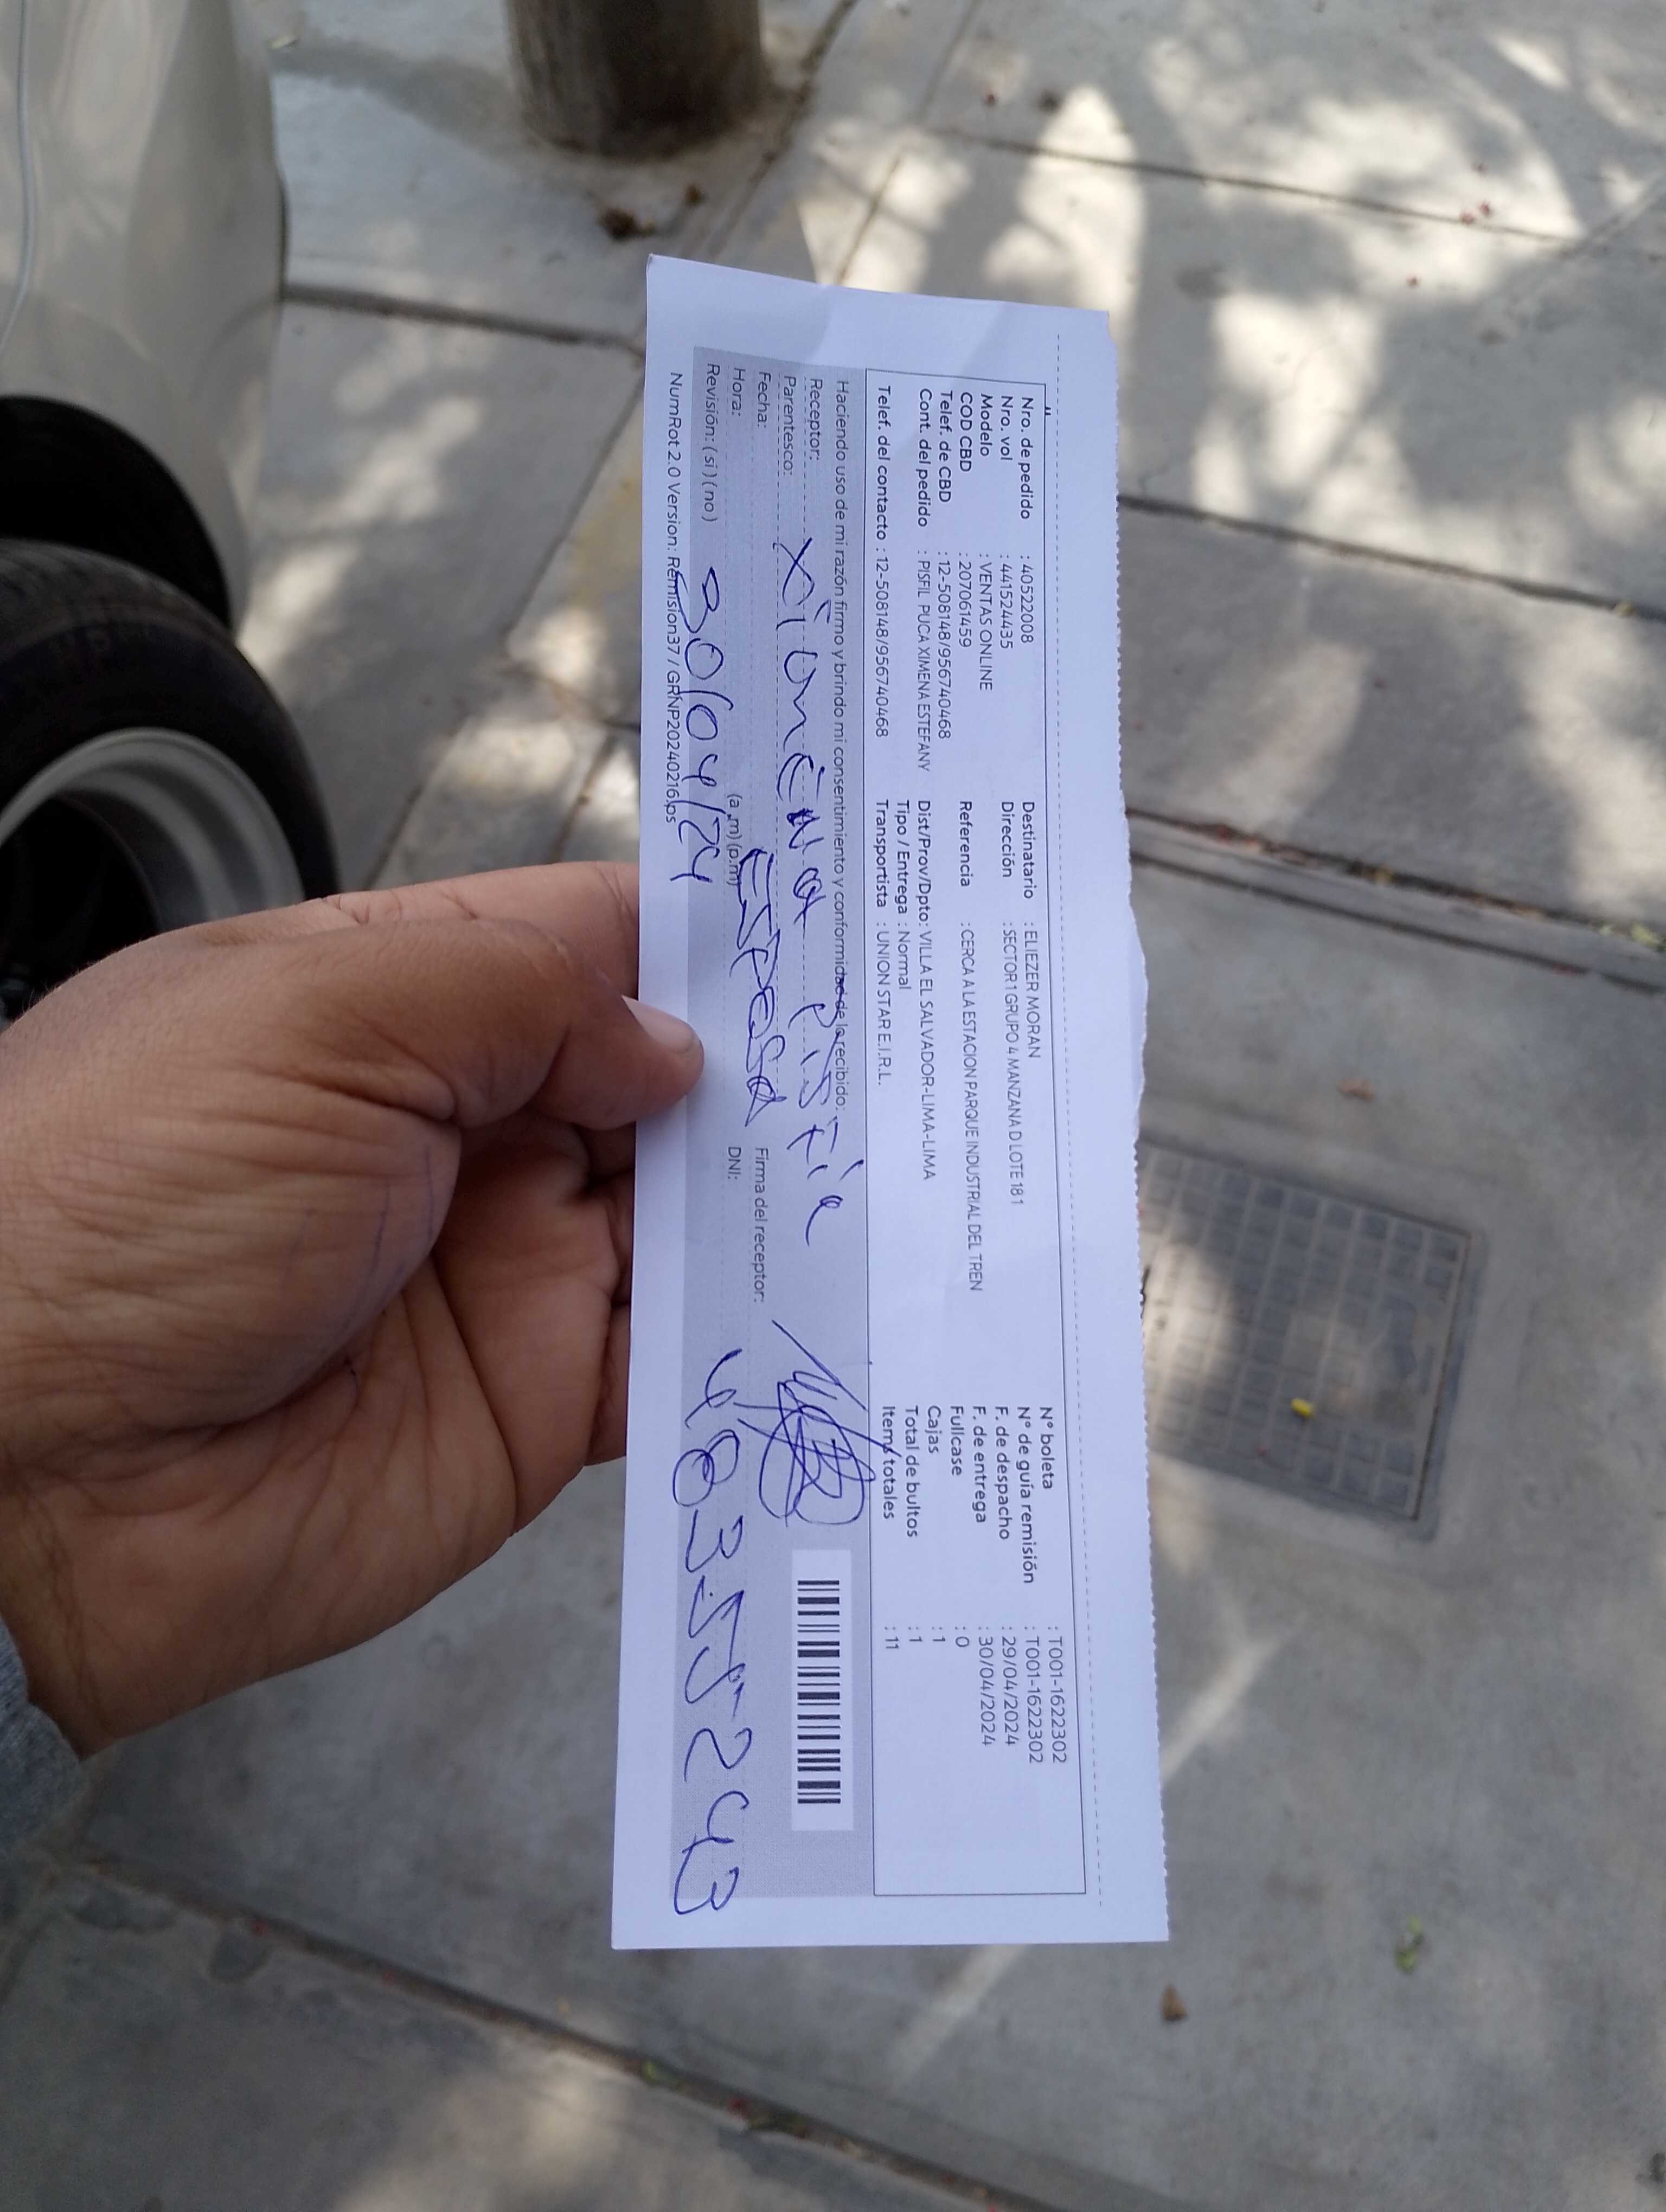 Nro. de pedido : 40522008
Nro. vol : 441524435
Modelo : VENTAS ONLINE
COD CBD : 207061459
Telef. de CBD : 12-508148/956740468
Cont. del pedido : PISFIL PUCA XIMENA ESTEFANY
Telef. del contacto : 12-508148/956740468
Destinatario : ELIEZER MORAN
Dirección : SECTOR 1 GRUPO 4 MANZANA D LOTE 18 1
Referencia : CERCA A LA ESTACION PARQUE INDUSTRIAL DEL TREN
Dist/Prov/Dpto : VILLA EL SALVADOR-LIMA-LIMA
Tipo / Entrega : Normal
Transportista : UNION STAR E.I.R.L.
N° boleta : T001-1622302
N° de guía remisión : T001-1622302
F. de despacho : 29/04/2024
F. de entrega : 30/04/2024
Fullcase : 0
Cajas : 1
Total de bultos : 1
Items totales : 11
Haciendo uso de mi razón firmo y brindo mi consentimiento y conformidad de lo recibido:
Receptor: Ximena
Parentesco: Esposa
Fecha: 30/04/24
Hora: (a.m) (p.m)
Revisión: (si) (no)
Firma del receptor:
DNI: 48355243
NumRot 2.0 Version: Remision37 / GRNP20240216.ps